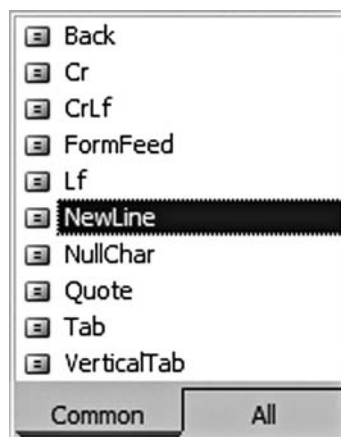 Back
Cr
CrLf
FormFeed
Lf
NewLine
NullChar
Quote
Tab
VerticalTab
Common All